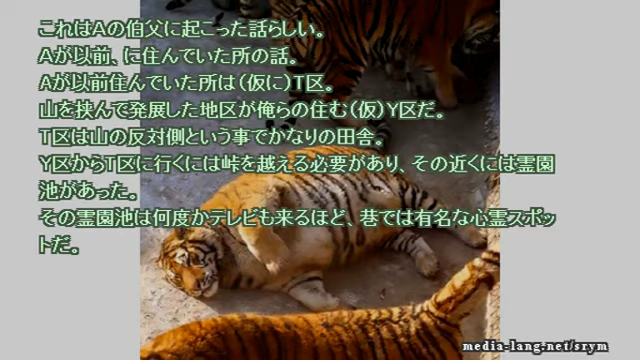 これはAの伯父に起こった話らしい。
Aが以前、に住んでいた所の話。
Aが以前住んでいた所は(仮に)T区。
山を挟んで発展した地区が俺らの住む(仮)Y区だ。
T区は山の反対側という事でかなりの田舎。
Y区からT区に行くには峠を越える必要があり、その近くには霊園
池があった。
その霊園池は何度かテレビも来るほど、巷では有名な心霊スポッ
トだ。
media-lang.net/srym